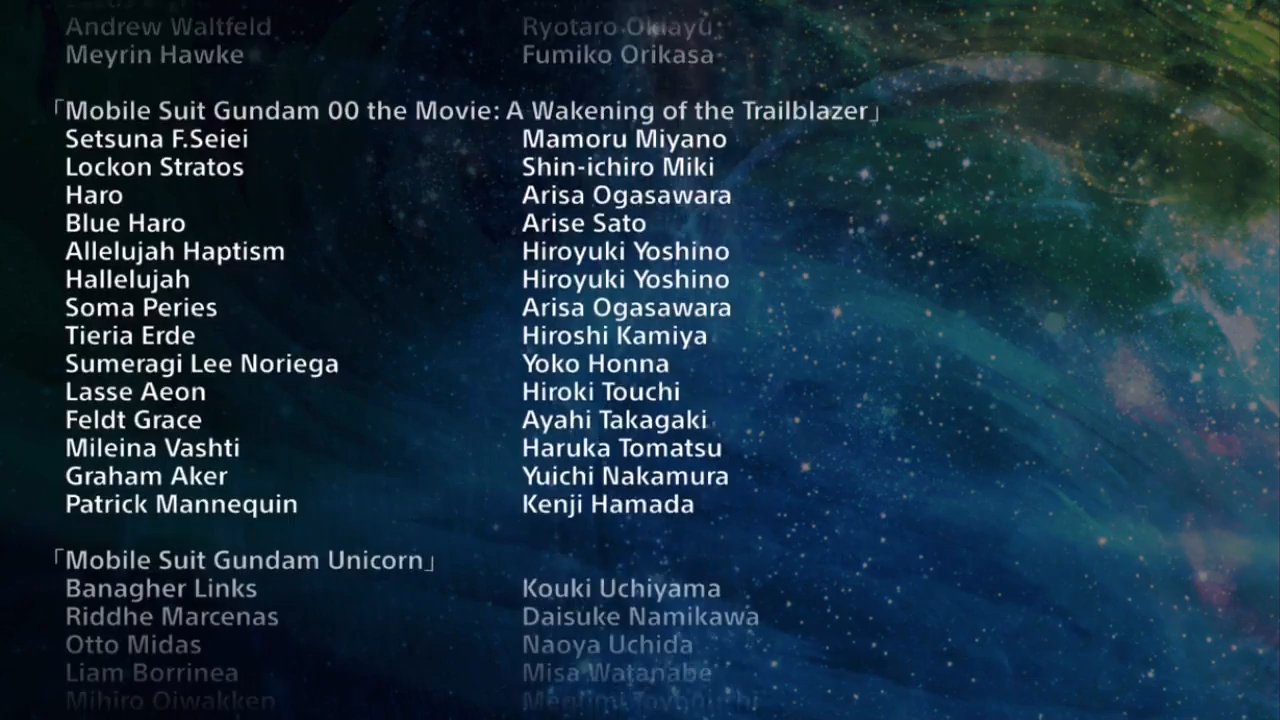 Andrew Waltfeld Ryotaro Okiayu
Meyrin Hawke Fumiko Orikasa
「Mobile Suit Gundam 00 the Movie: A Wakening of the Trailblazer」
Setsuna F.Seiei Mamoru Miyano
Lockon Stratos Shin-ichiro Miki
Haro Arisa Ogasawara
Blue Haro Arise Sato
Allelujah Haptism Hiroyuki Yoshino
Hallelujah Hiroyuki Yoshino
Soma Peries Arisa Ogasawara
Tieria Erde Hiroshi Kamiya
Sumeragi Lee Noriega Yoko Honna
Lasse Aeon Hiroki Touchi
Feldt Grace Ayahi Takagaki
Mileina Vashti Haruka Tomatsu
Graham Aker Yuichi Nakamura
Patrick Mannequin Kenji Hamada
「Mobile Suit Gundam Unicorn」
Banagher Links Kouki Uchiyama
Riddhe Marcenas Daisuke Namikawa
Otto Midas Naoya Uchida
Liam Borrinea Misa Watanabe
Mihiro Oiwakken